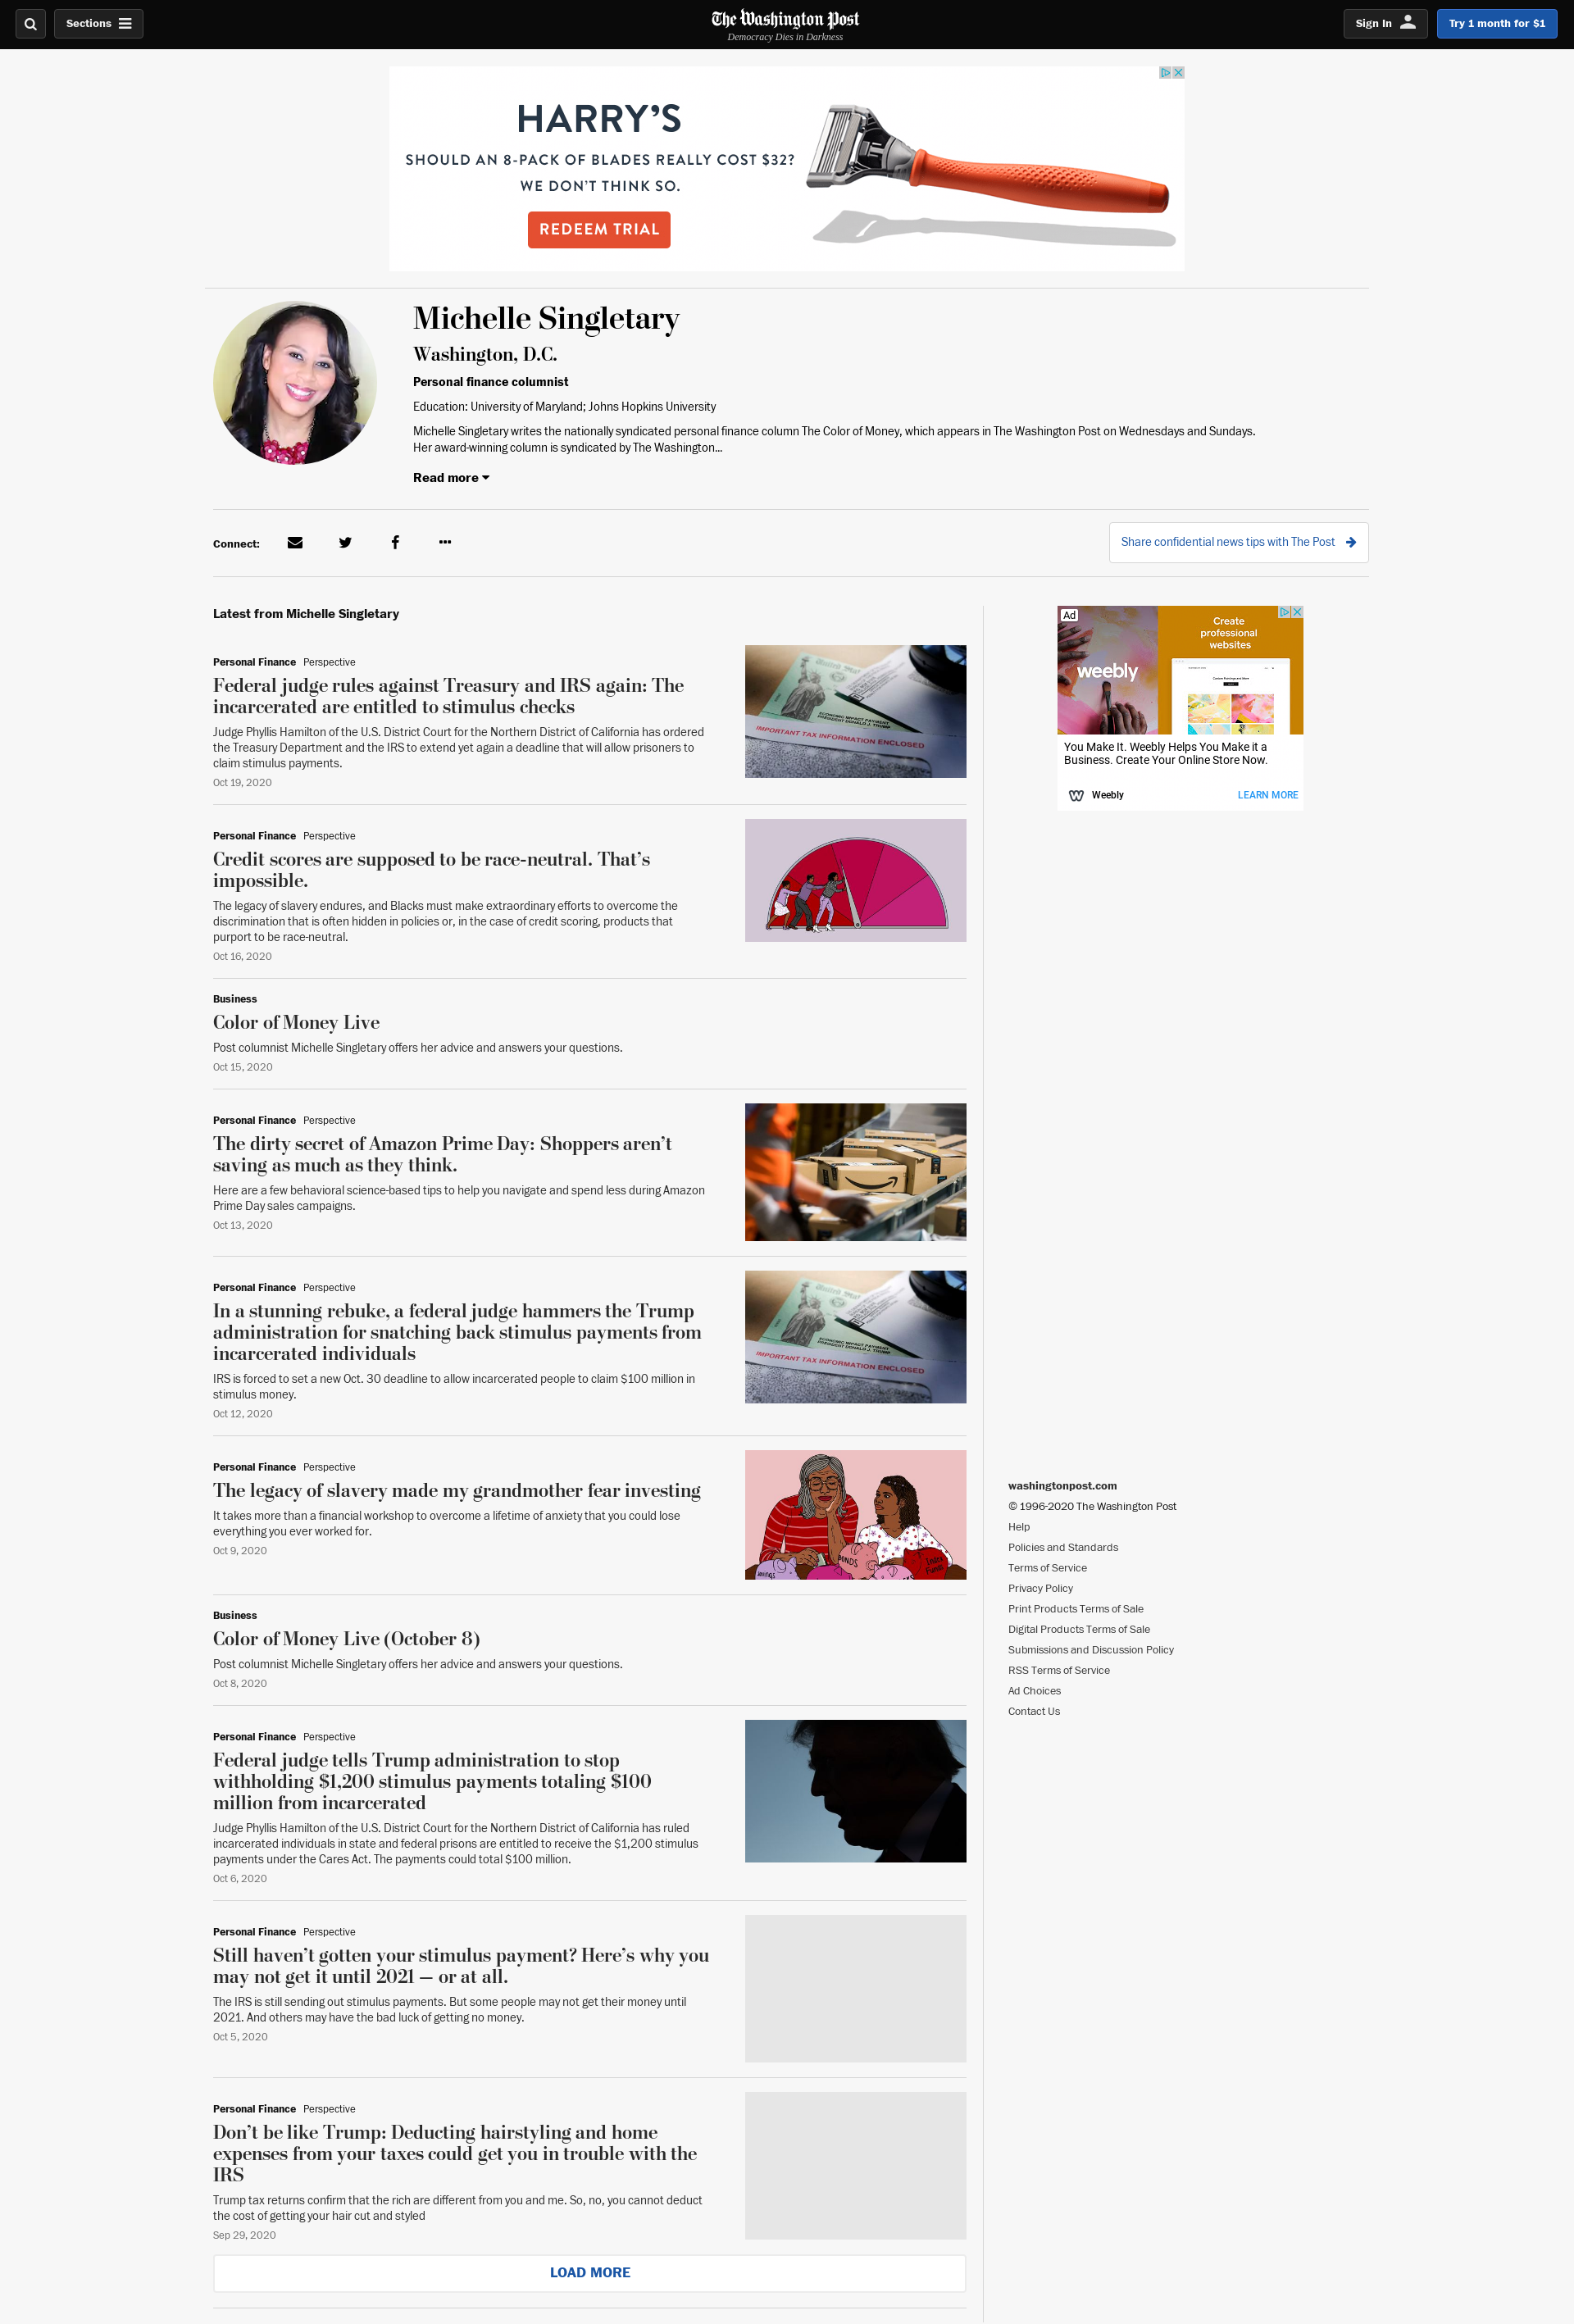 Sections
The Washington Post
Democracy Dies in Darkness
Sign In
Try 1 month for $1
HARRY'S
SHOULD AN 8-PACK OF BLADES REALLY COST $32?
WE DON'T THINK SO.
REDEEM TRIAL
Michelle Singletary
Washington, D.C.
Personal finance columnist
Education: University of Maryland; Johns Hopkins University
Michelle Singletary writes the nationally syndicated personal finance column The Color of Money, which appears in The Washington Post on Wednesdays and Sundays.
Her award-winning column is syndicated by The Washington...
Read more
Connect:
Share confidential news tips with The Post
Latest from Michelle Singletary
Personal Finance Perspective
Federal judge rules against Treasury and IRS again: The
incarcerated are entitled to stimulus checks
Judge Phyllis Hamilton of the U.S. District Court for the Northern District of California has ordered
the Treasury Department and the IRS to extend yet again a deadline that will allow prisoners to
claim stimulus payments.
Oct 19, 2020
ECONOMIC IMPACT PAYMENT
PRESIDENT DONALD J. TRUMP
IMPORTANT TAX INFORMATION ENCLOSED
Personal Finance Perspective
Credit scores are supposed to be race-neutral. That's
impossible.
The legacy of slavery endures, and Blacks must make extraordinary efforts to overcome the
discrimination that is often hidden in policies or, in the case of credit scoring, products that
purport to be race-neutral.
Oct 16, 2020
Business
Color of Money Live
Post columnist Michelle Singletary offers her advice and answers your questions.
Oct 15, 2020
Personal Finance Perspective
The dirty secret of Amazon Prime Day: Shoppers aren't
saving as much as they think.
Here are a few behavioral science-based tips to help you navigate and spend less during Amazon
Prime Day sales campaigns.
Oct 13, 2020
Personal Finance Perspective
In a stunning rebuke, a federal judge hammers the Trump
administration for snatching back stimulus payments from
incarcerated individuals
IRS is forced to set a new Oct. 30 deadline to allow incarcerated people to claim $100 million in
stimulus money.
Oct 12, 2020
ECONOMIC IMPACT PAYMENT
PRESIDENT DONALD J. TRUMP
IMPORTANT TAX INFORMATION ENCLOSED
Personal Finance Perspective
The legacy of slavery made my grandmother fear investing
It takes more than a financial workshop to overcome a lifetime of anxiety that you could lose
everything you ever worked for.
Oct 9, 2020
savings
BONDS
Index
Funds
Business
Color of Money Live (October 8)
Post columnist Michelle Singletary offers her advice and answers your questions.
Oct 8, 2020
Personal Finance Perspective
Federal judge tells Trump administration to stop
withholding $1,200 stimulus payments totaling $100
million from incarcerated
Judge Phyllis Hamilton of the U.S. District Court for the Northern District of California has ruled
incarcerated individuals in state and federal prisons are entitled to receive the $1,200 stimulus
payments under the Cares Act. The payments could total $100 million.
Oct 6, 2020
Personal Finance Perspective
Still haven't gotten your stimulus payment? Here's why you
may not get it until 2021 — or at all.
The IRS is still sending out stimulus payments. But some people may not get their money until
2021. And others may have the bad luck of getting no money.
Oct 5, 2020
Personal Finance Perspective
Don't be like Trump: Deducting hairstyling and home
expenses from your taxes could get you in trouble with the
IRS
Trump tax returns confirm that the rich are different from you and me. So, no, you cannot deduct
the cost of getting your hair cut and styled
Sep 29, 2020
LOAD MORE
Ad
weebly
Create
professional
websites
You Make It. Weebly Helps You Make it a
Business. Create Your Online Store Now.
Weebly
LEARN MORE
washingtonpost.com
© 1996-2020 The Washington Post
Help
Policies and Standards
Terms of Service
Privacy Policy
Print Products Terms of Sale
Digital Products Terms of Sale
Submissions and Discussion Policy
RSS Terms of Service
Ad Choices
Contact Us